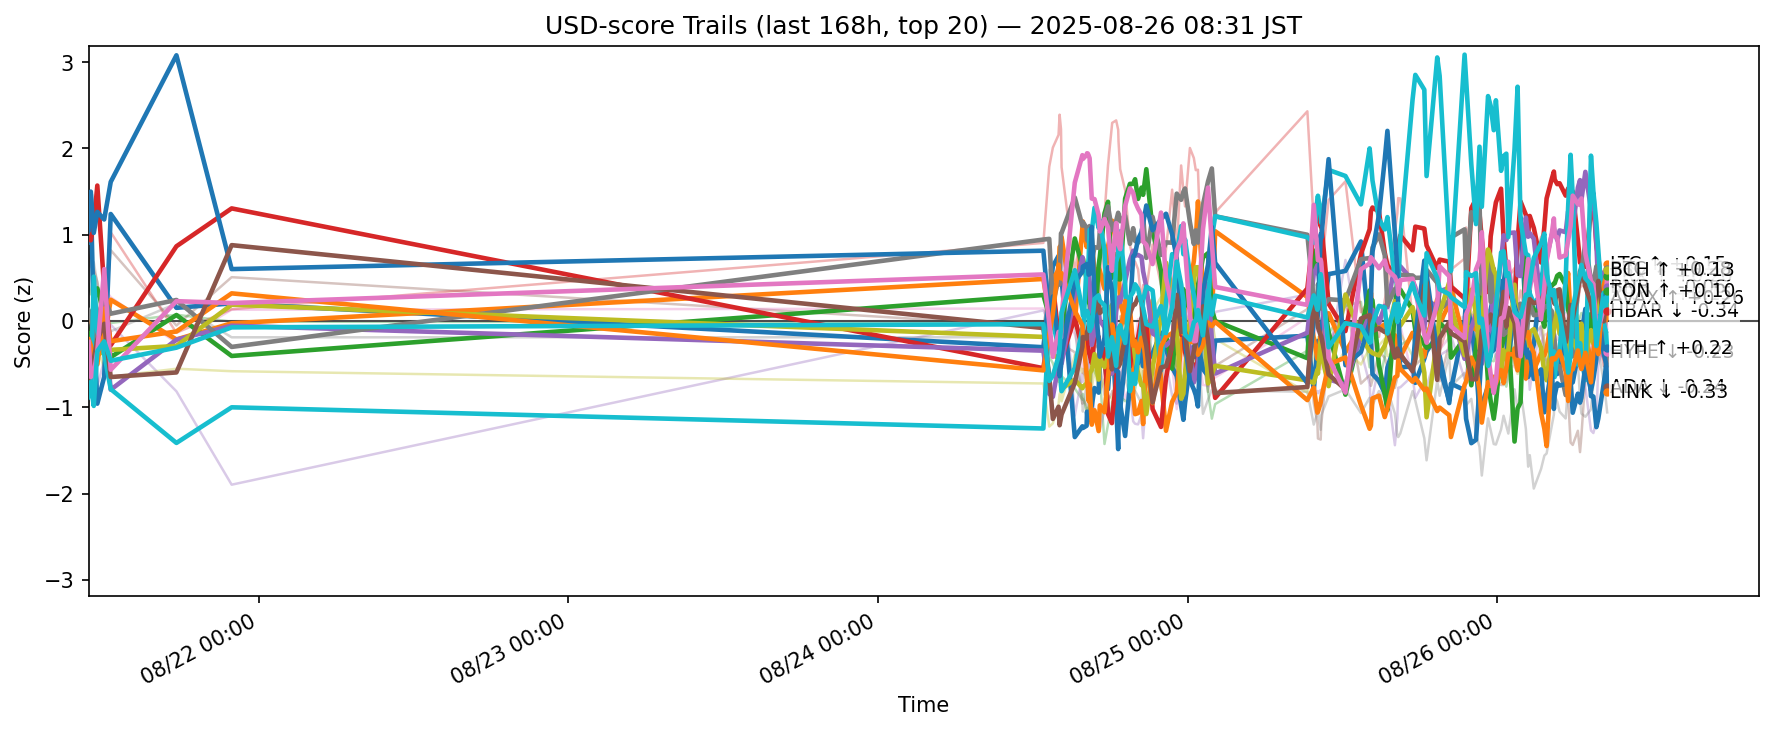 USD-score Trails (last 168h, top 20) — 2025-08-26 08:31 JST
Score (z)
3
2
1
0
−1
−2
−3
BCH ↑ +0.13
TON ↑ +0.10
HBAR ↓ -0.34
ETH ↑ +0.22
LINK ↓ -0.33
08/22 00:00
08/23 00:00
08/24 00:00
08/25 00:00
08/26 00:00
Time